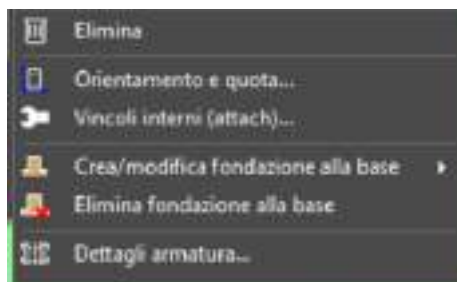 Elimina
Orientamento e quota...
Vincoli interni (attach)...
Crea/modifica fondazione alla base
Elimina fondazione alla base
Dettagli armatura...